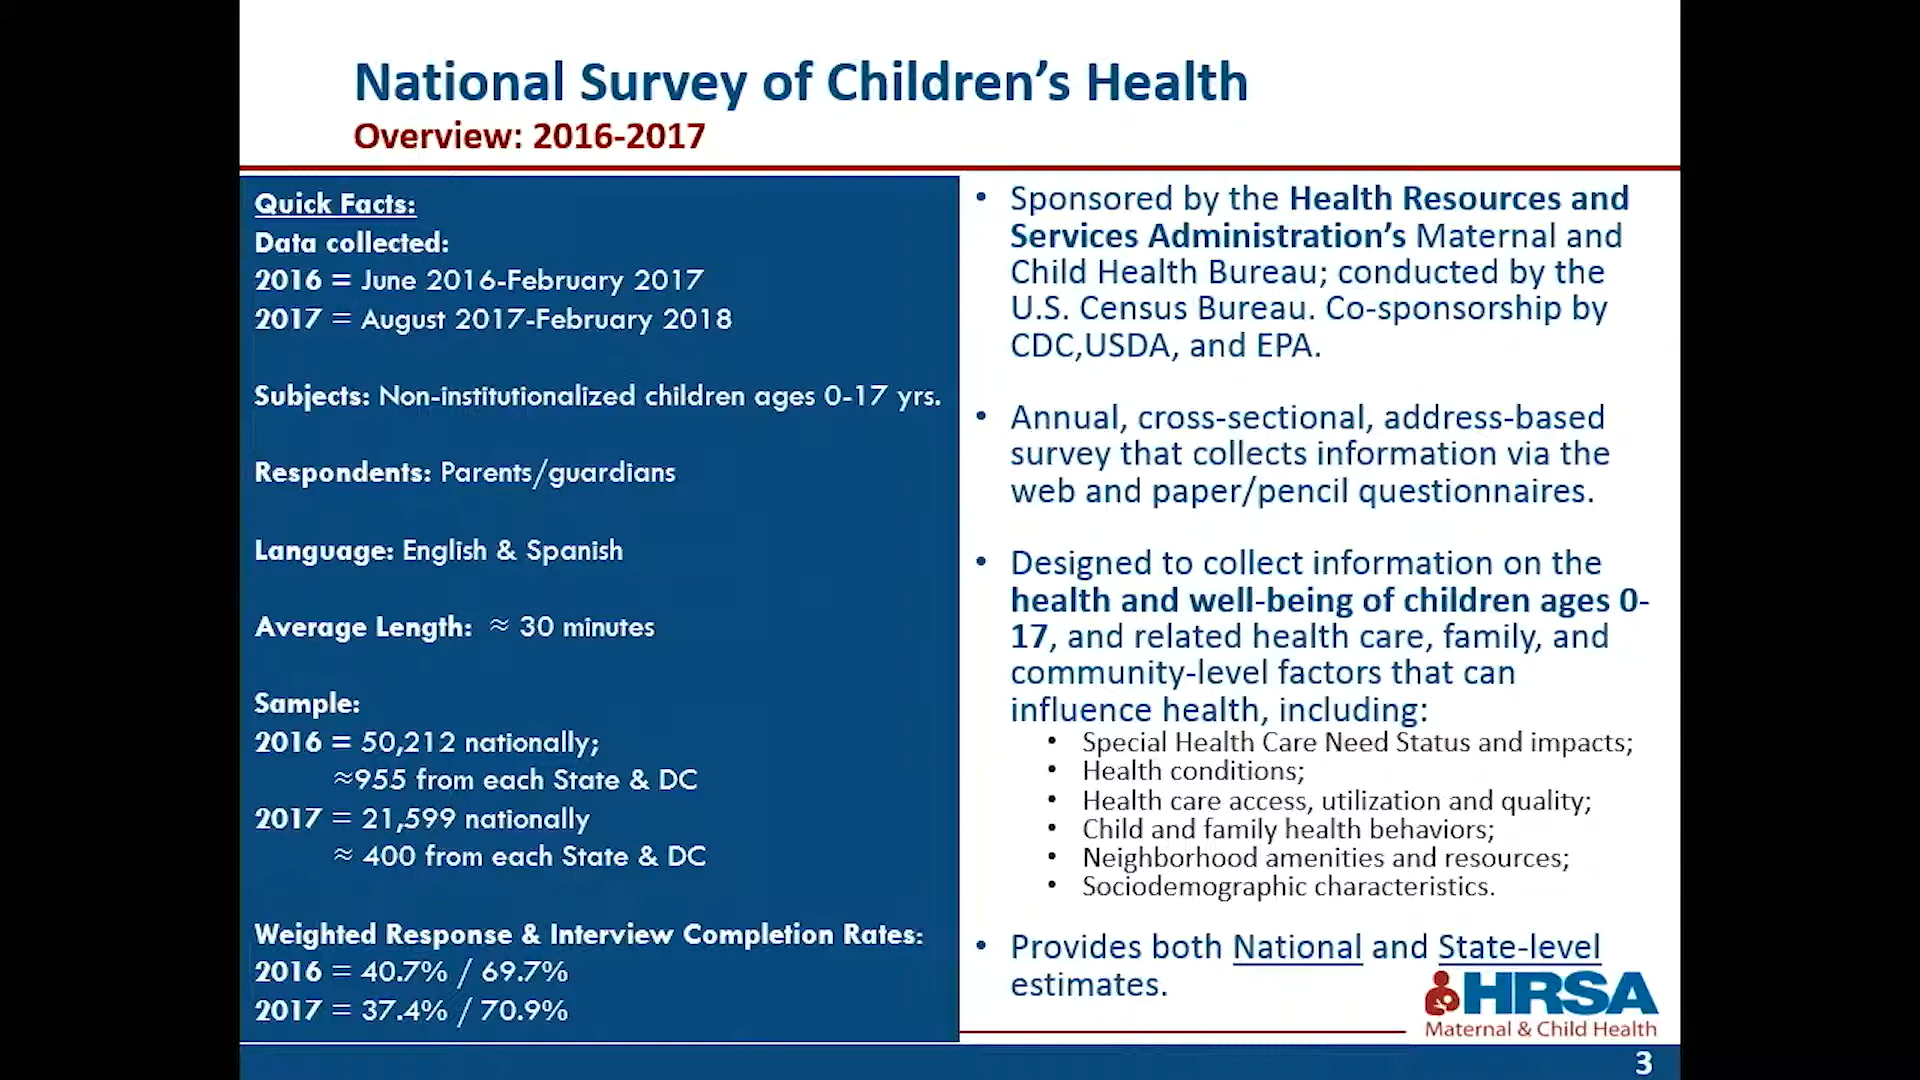 National Survey of Children's Health
Overview: 2016-2017
Quick Facts:
Data collected:
2016 = June 2016-February 2017
2017 = August 2017-February 2018
Subjects: Non-institutionalized children ages 0-17 yrs.
Respondents: Parents/guardians
Language: English & Spanish
Average Length: ≈ 30 minutes
Sample:
2016 = 50,212 nationally;
≈955 from each State & DC
2017 = 21,599 nationally
≈ 400 from each State & DC
Weighted Response & Interview Completion Rates:
2016 = 40.7% / 69.7%
2017 = 37.4% / 70.9%
• Sponsored by the Health Resources and
Services Administration's Maternal and
Child Health Bureau; conducted by the
U.S. Census Bureau. Co-sponsorship by
CDC,USDA, and EPA.
• Annual, cross-sectional, address-based
survey that collects information via the
web and paper/pencil questionnaires.
• Designed to collect information on the
health and well-being of children ages 0-
17, and related health care, family, and
community-level factors that can
influence health, including:
• Special Health Care Need Status and impacts;
• Health conditions;
• Health care access, utilization and quality;
• Child and family health behaviors;
• Neighborhood amenities and resources;
• Sociodemographic characteristics.
• Provides both National and State-level
estimates.
HRSA
Maternal & Child Health
3